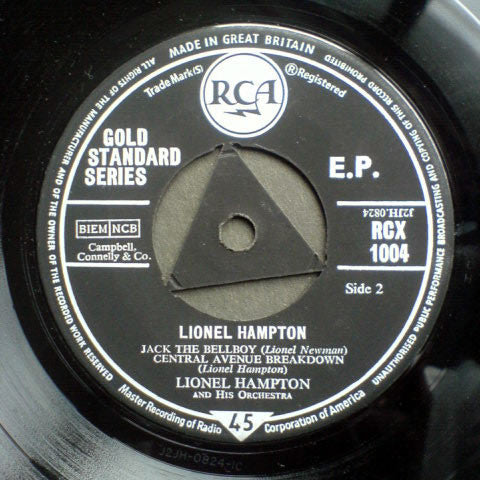 MADE IN GREAT BRITAIN
ALL RIGHTS OF THE MANUFACTURER AND OF THE OWNER OF THE RECORDED WORK RESERVED
UNAUTHORISED PUBLIC PERFORMANCE BROADCASTING AND COPYING OF THIS RECORD PROHIBITED
Trade Mark(S)
RCA
®Registered
GOLD
STANDARD
SERIES
E.P.
BIEM NCB
Campbell,
Connelly & Co.
J2JH.0824
RCX
1004
Side 2
LIONEL HAMPTON
JACK THE BELLBOY (Lionel Newman)
CENTRAL AVENUE BREAKDOWN
(Lionel Hampton)
LIONEL HAMPTON
AND HIS ORCHESTRA
Master Recording of Radio
45
Corporation of America
J2JH-0824-1C